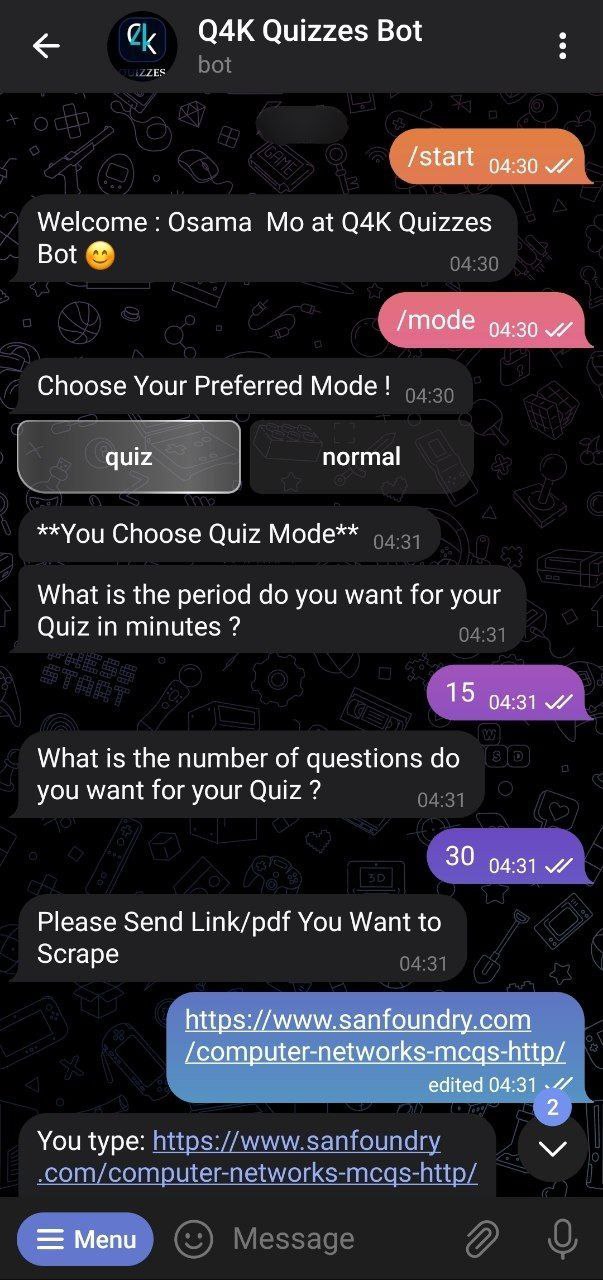 Q4K Quizzes Bot
bot
Q4K
QUIZZES
/start 04:30
Welcome : Osama  Mo at Q4K Quizzes
Bot 😊 04:30
/mode 04:30
Choose Your Preferred Mode ! 04:30
quiz normal
**You Choose Quiz Mode** 04:31
What is the period do you want for your
Quiz in minutes ? 04:31
15 04:31
What is the number of questions do
you want for your Quiz ? 04:31
30 04:31
Please Send Link/pdf You Want to
Scrape 04:31
https://www.sanfoundry.com
/computer-networks-mcqs-http/
edited 04:31
2
You type: https://www.sanfoundry
.com/computer-networks-mcqs-http/
Menu Message